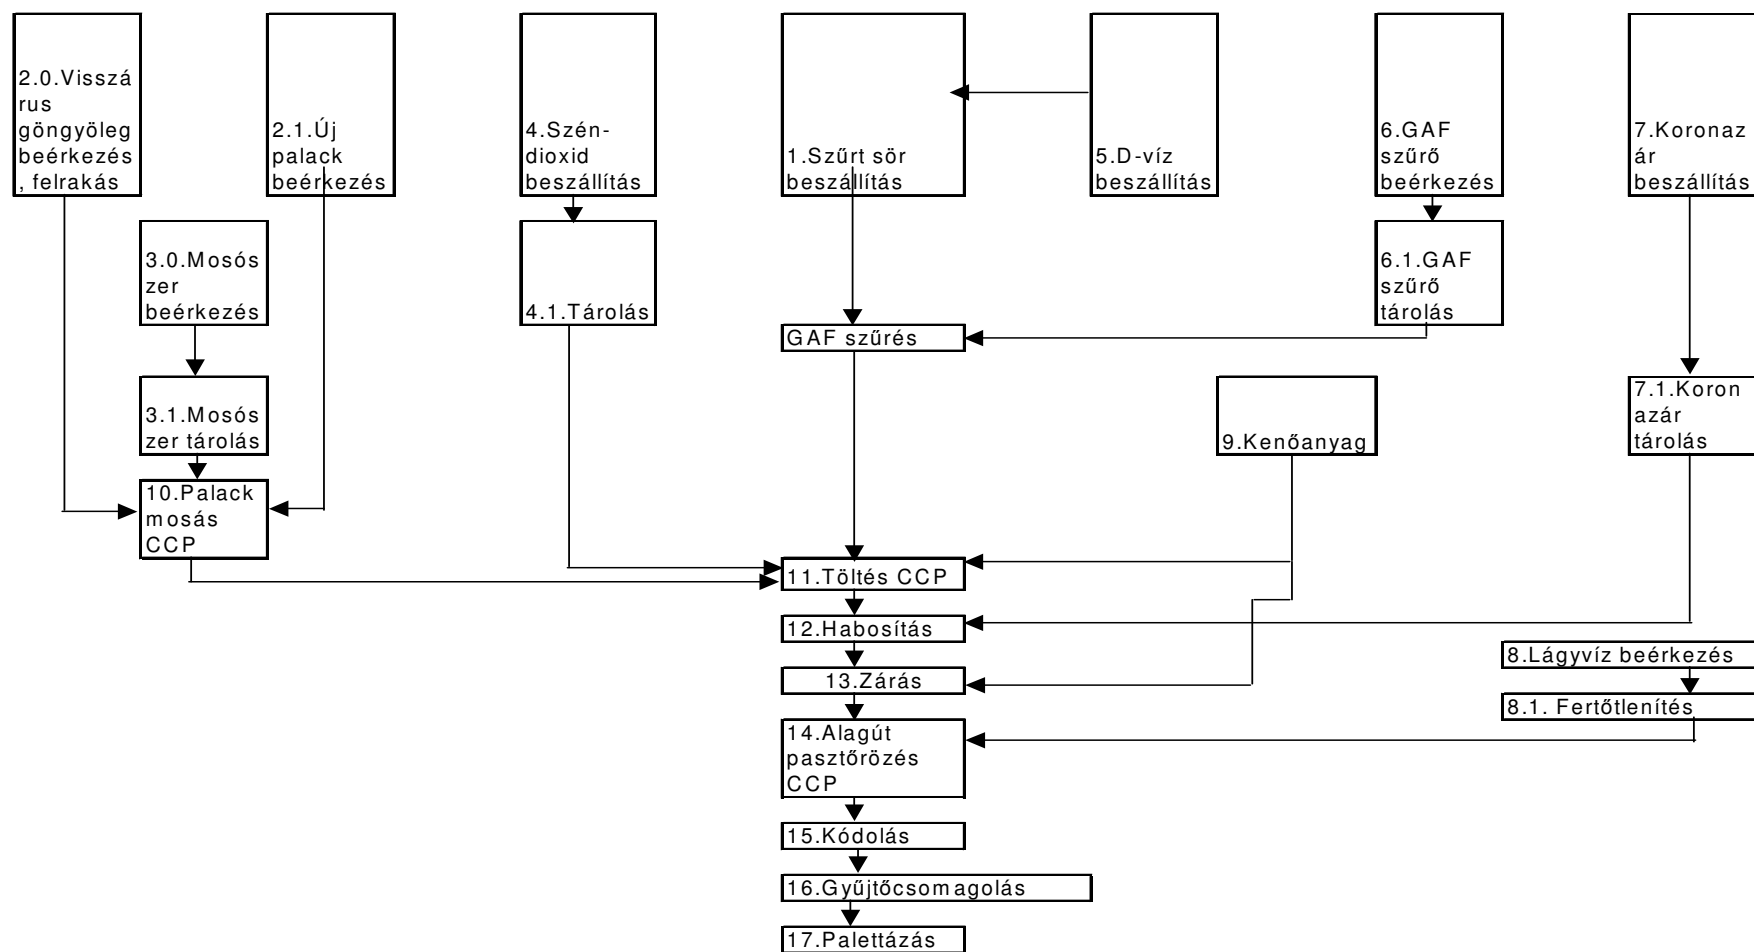 2.0.Visszá
rus
göngyöleg
beérkezés
, felrakás
2.1.Új
palack
beérkezés
4.Szén-
dioxid
beszállítás
1.Szűrt sör
beszállítás
5.D-víz
beszállítás
6.GAF
szűrő
beérkezés
7.Koronaz
ár
beszállítás
3.0.Mosós
zer
beérkezés
4.1.Tárolás
6.1.GAF
szűrő
tárolás
GAF szűrés
3.1.Mosós
zer tárolás
9.Kenőanyag
7.1.Koron
azár
tárolás
10.Palack
mosás
CCP
11.Töltés CCP
12.Habosítás
8.Lágyvíz beérkezés
13.Zárás
8.1. Fertőtlenítés
14.Alagút
pasztőrözés
CCP
15.Kódolás
16.Gyűjtőcsomagolás
17.Palettázás